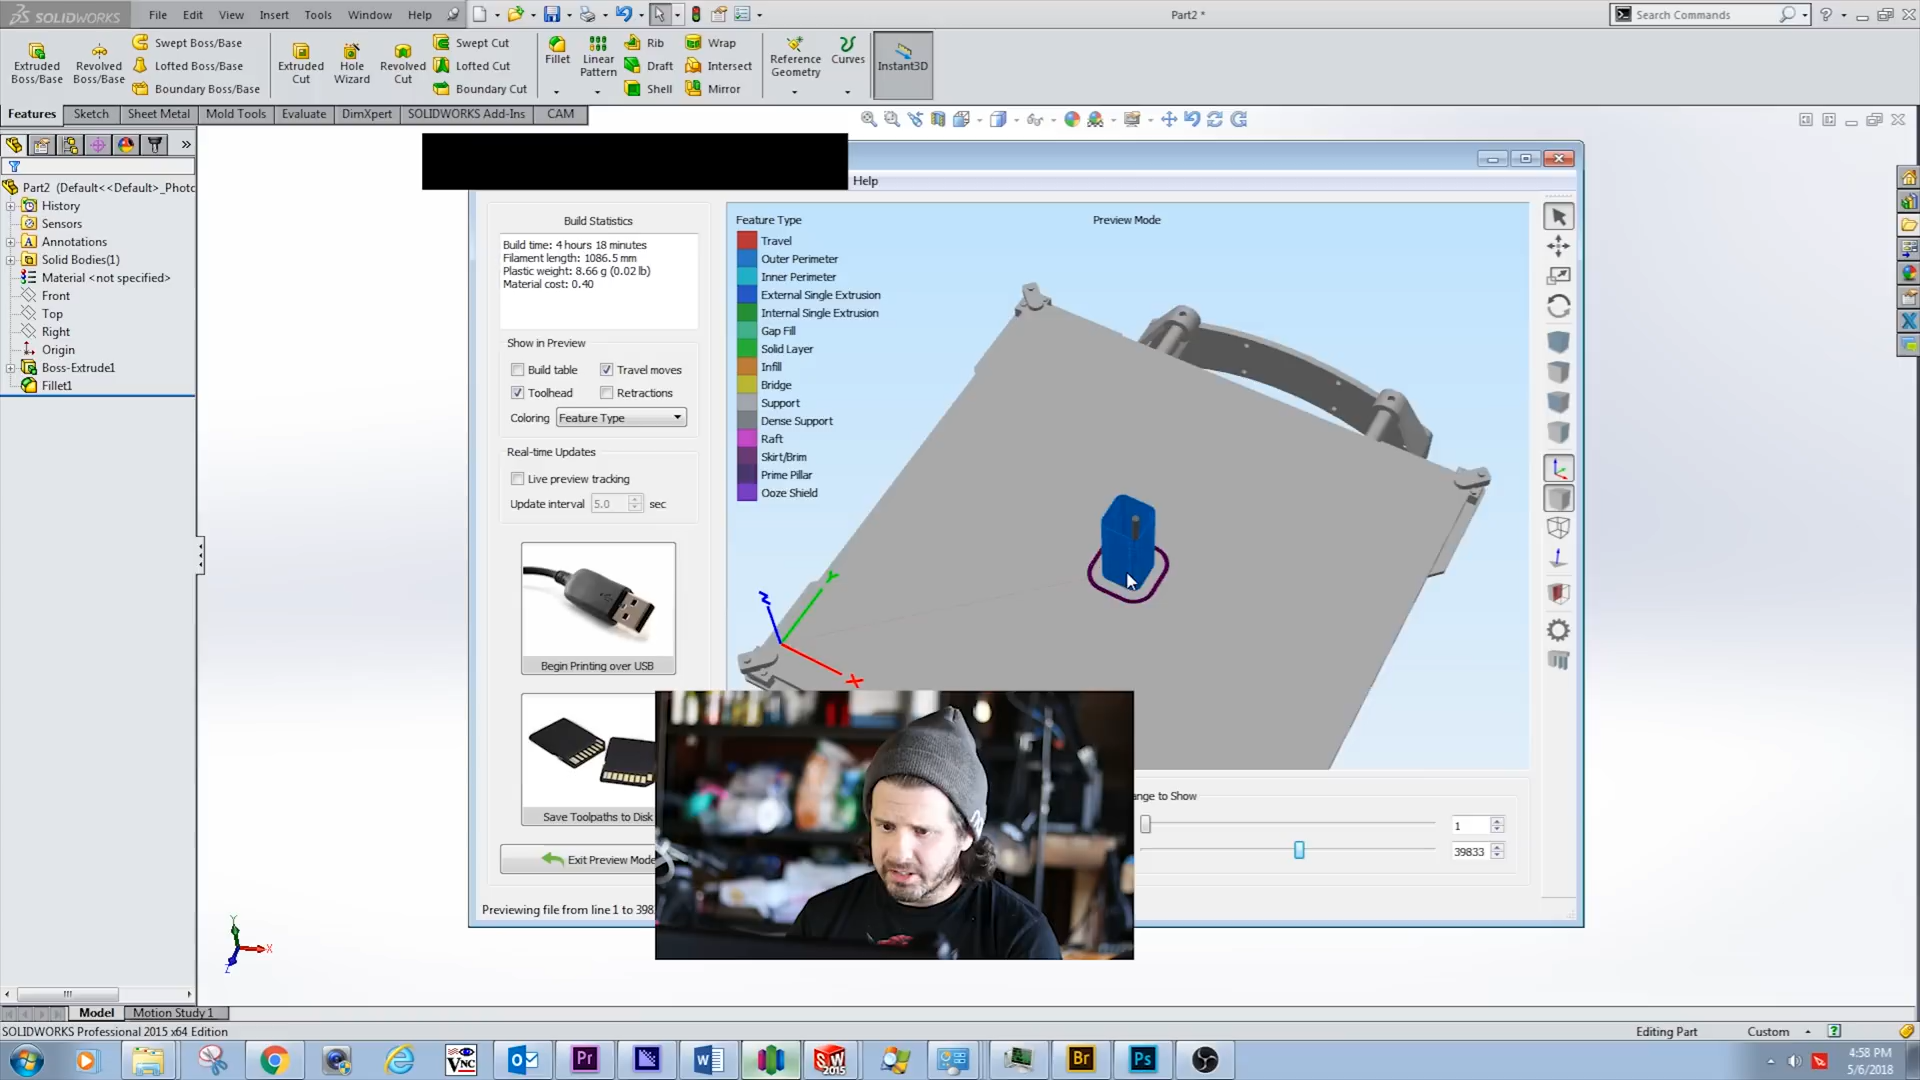 SOLIDWORKS
File Edit View Insert Tools Window Help
Part2 *
Search Commands
Extruded Boss/Base
Revolved Boss/Base
Swept Boss/Base
Lofted Boss/Base
Boundary Boss/Base
Extruded Cut
Hole Wizard
Revolved Cut
Swept Cut
Lofted Cut
Boundary Cut
Fillet
Linear Pattern
Rib
Draft
Shell
Wrap
Intersect
Mirror
Reference Geometry
Curves
Instant3D
Features Sketch Sheet Metal Mold Tools Evaluate DimXpert SOLIDWORKS Add-Ins CAM
Part2 (Default<<Default>_Photo
History
Sensors
Annotations
Solid Bodies(1)
Material <not specified>
Front
Top
Right
Origin
Boss-Extrude1
Fillet1
Help
Build Statistics
Build time: 4 hours 18 minutes
Filament length: 1086.5 mm
Plastic weight: 8.66 g (0.02 lb)
Material cost: 0.40
Show in Preview
Build table
Travel moves
Toolhead
Retractions
Coloring Feature Type
Real-time Updates
Live preview tracking
Update interval 5.0 sec
Begin Printing over USB
Save Toolpaths to Disk
Exit Preview Mode
Previewing file from line 1 to 398
Feature Type
Preview Mode
Travel
Outer Perimeter
Inner Perimeter
External Single Extrusion
Internal Single Extrusion
Gap Fill
Solid Layer
Infill
Bridge
Support
Dense Support
Raft
Skirt/Brim
Prime Pillar
Ooze Shield
Z
Y
X
ange to Show
1
39833
Y
X
Z
Model Motion Study 1
SOLIDWORKS Professional 2015 x64 Edition
Editing Part
Custom
VNC
Pr
SW
2015
Br
Ps
4:58 PM
5/6/2018